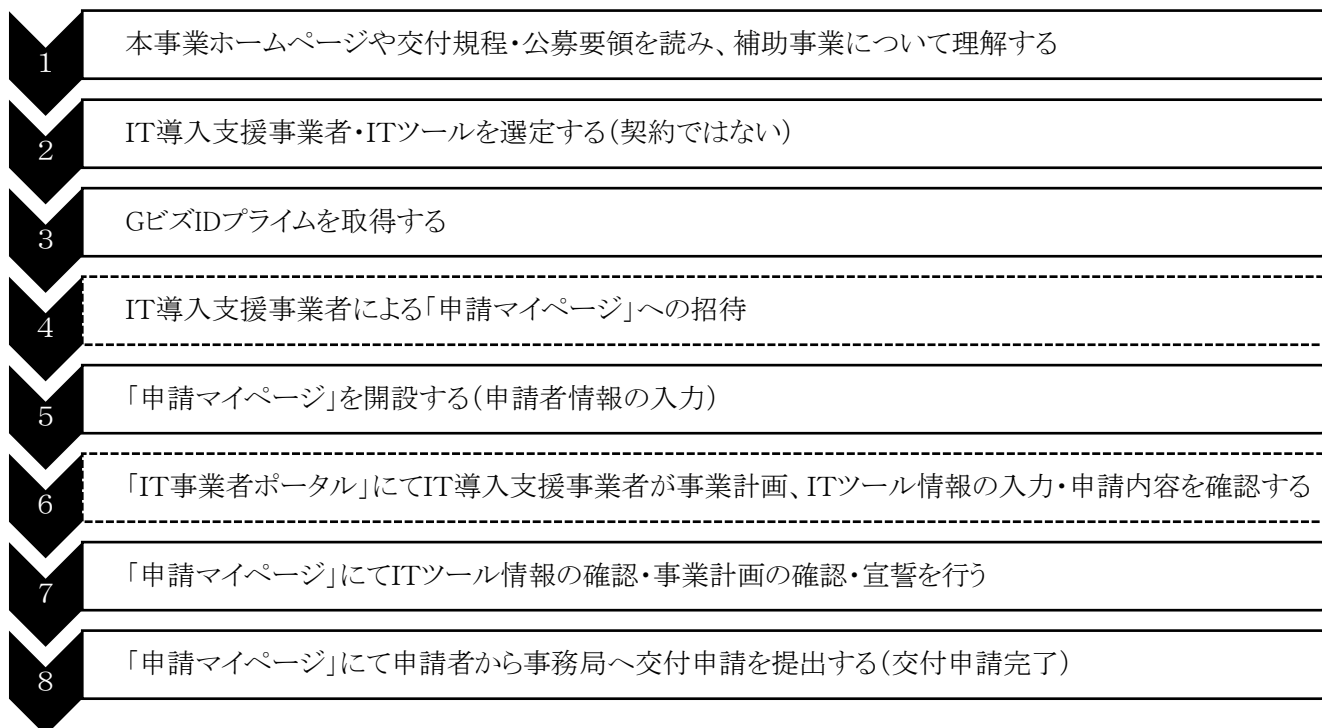 1
本事業ホームページや交付規程・公募要領を読み、補助事業について理解する
2
IT導入支援事業者・ITツールを選定する(契約ではない)
3
GビズIDプライムを取得する
4
IT導入支援事業者による「申請マイページ」への招待
5
「申請マイページ」を開設する(申請者情報の入力)
6
「IT事業者ポータル」にてIT導入支援事業者が事業計画、ITツール情報の入力・申請内容を確認する
7
「申請マイページ」にてITツール情報の確認・事業計画の確認・宣誓を行う
8
「申請マイページ」にて申請者から事務局へ交付申請を提出する(交付申請完了)